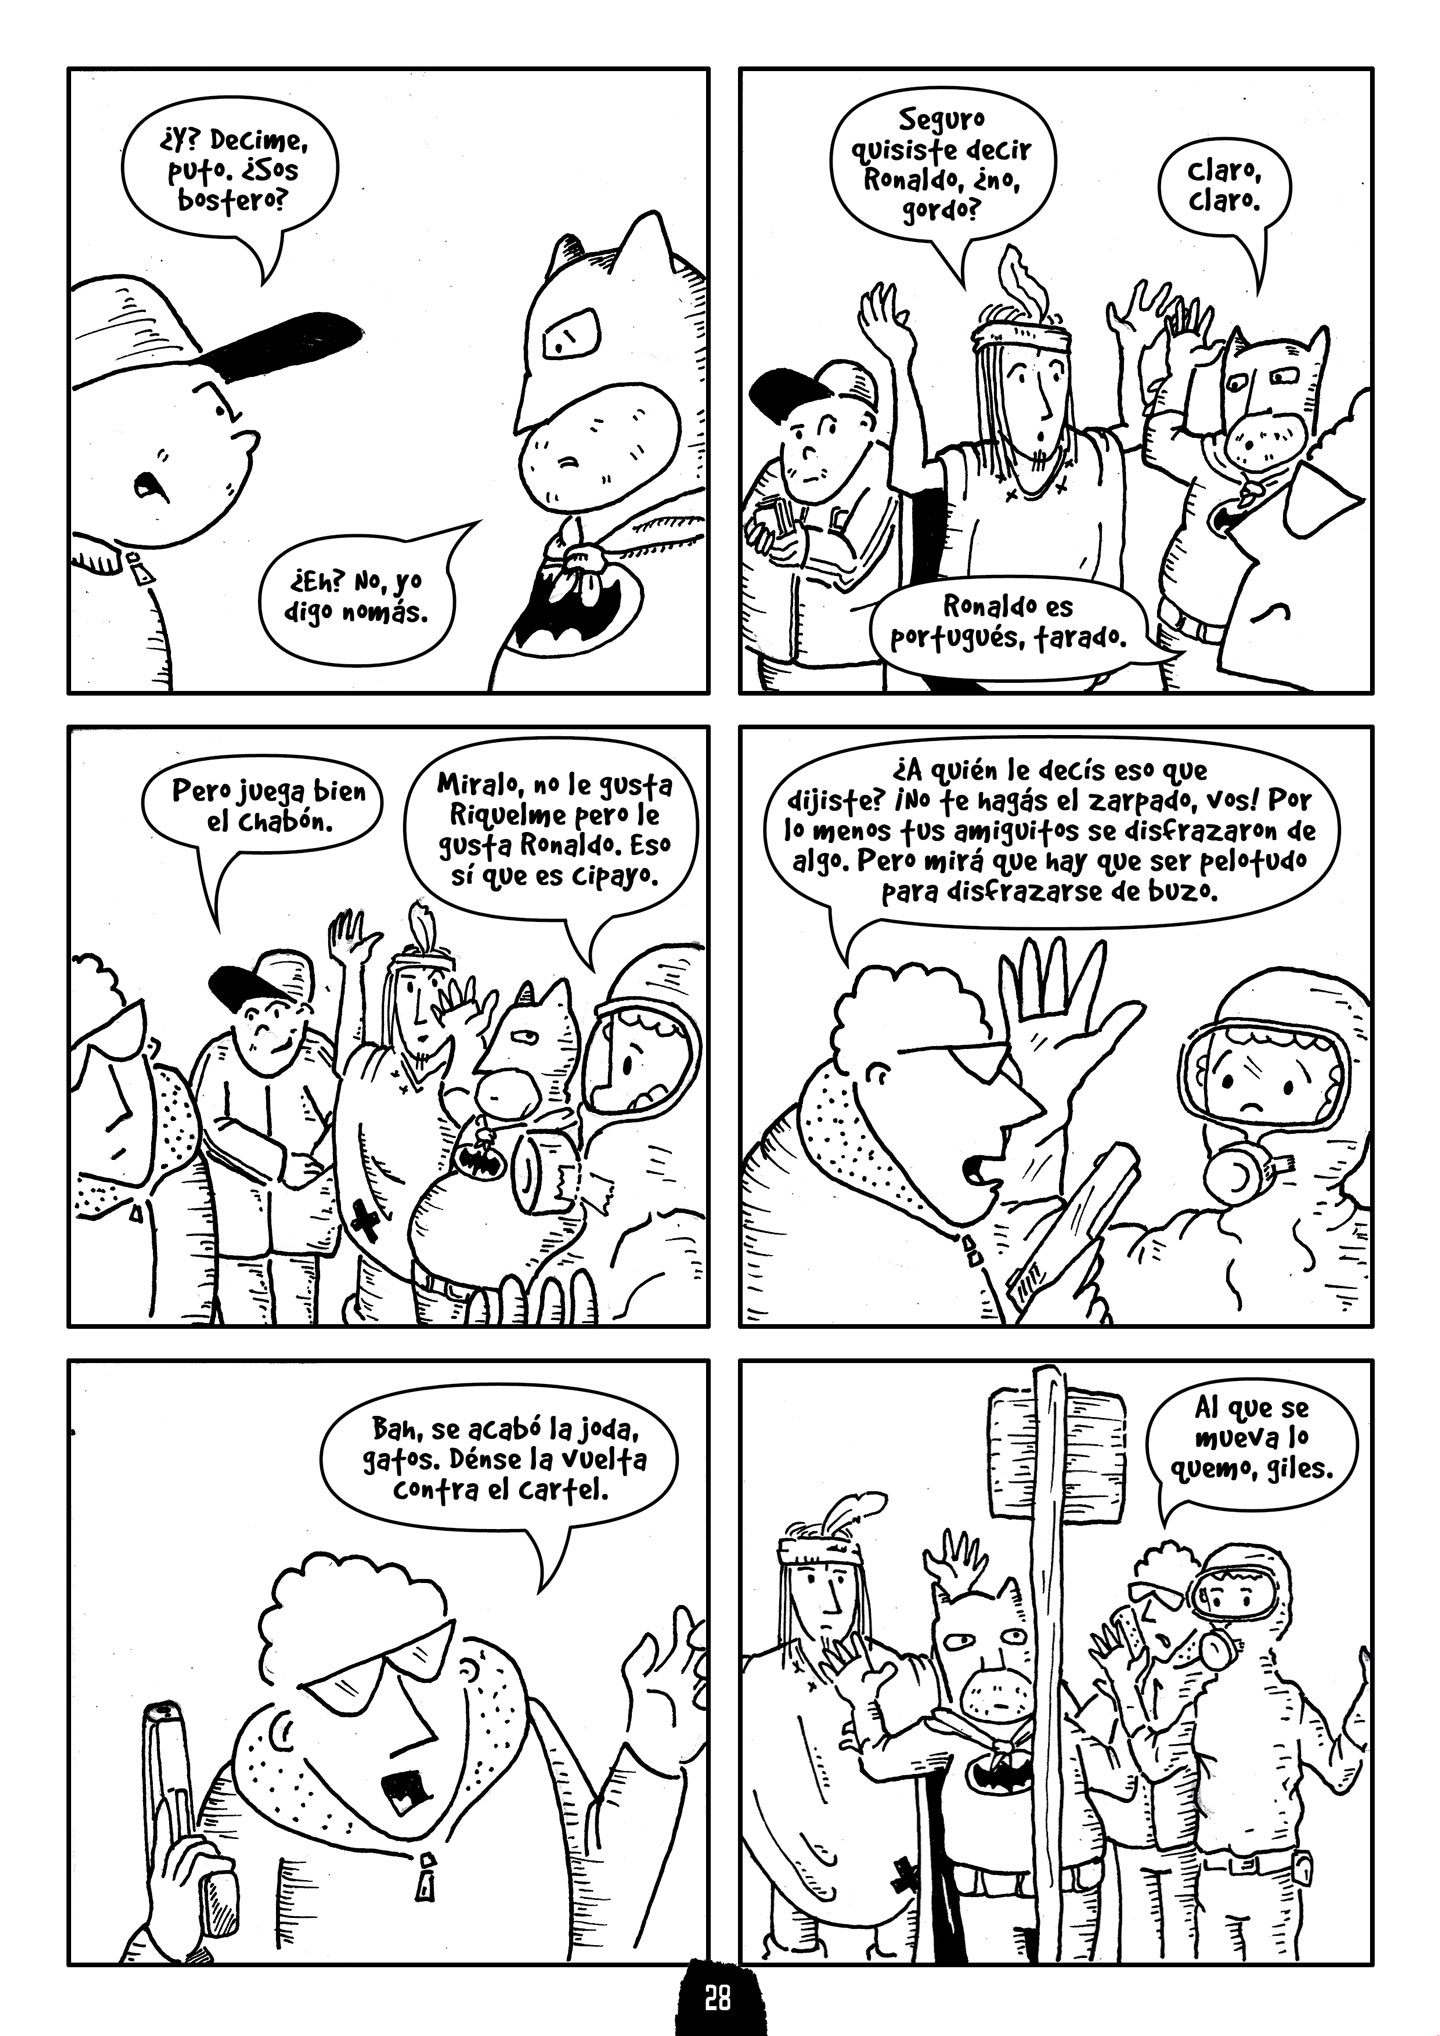 ¿Y? Decime,
puto. ¿Sos
bostero?
¿Eh? No, yo
digo nomás.
Seguro
quisiste decir
Ronaldo, ¿no,
gordo?
Claro,
claro.
Ronaldo es
portugués, tarado.
Pero juega bien
el chabón.
Miralo, no le gusta
Riquelme pero le
gusta Ronaldo. Eso
sí que es cipayo.
¿A quién le decís eso que
dijiste? ¡No te hagás el zarpado, vos! Por
lo menos tus amiguitos se disfrazaron de
algo. Pero mirá que hay que ser pelotudo
para disfrazarse de buzo.
Bah, se acabó la joda,
gatos. Dénse la vuelta
contra el cartel.
Al que se
mueva lo
quemo, giles.
28